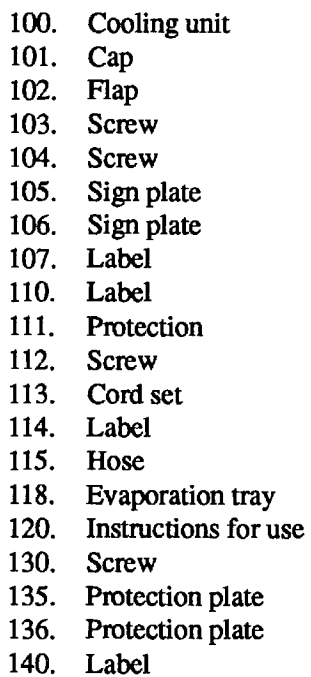 100. Cooling unit
101. Cap
102. Flap
103. Screw
104. Screw
105. Sign plate
106. Sign plate
107. Label
110. Label
111. Protection
112. Screw
113. Cord set
114. Label
115. Hose
118. Evaporation tray
120. Instructions for use
130. Screw
135. Protection plate
136. Protection plate
140. Label